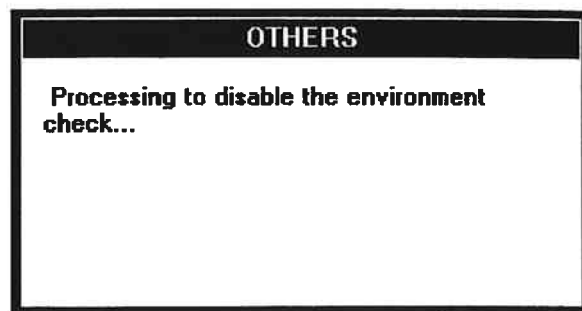 OTHERS
Processing to disable the environment
check...